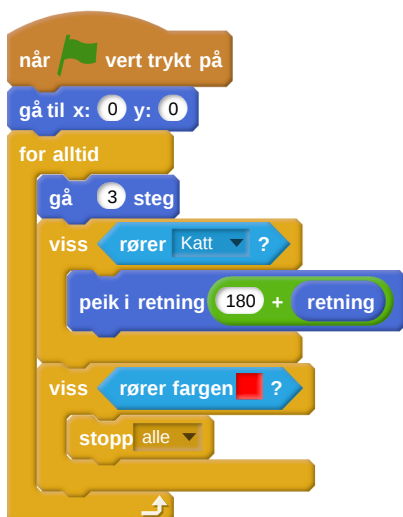 når vert trykt på
gå til x: 0 y: 0
for alltid
gå 3 steg
viss rører Katt ?
peik i retning 180 + retning
viss rører fargen ?
stopp alle